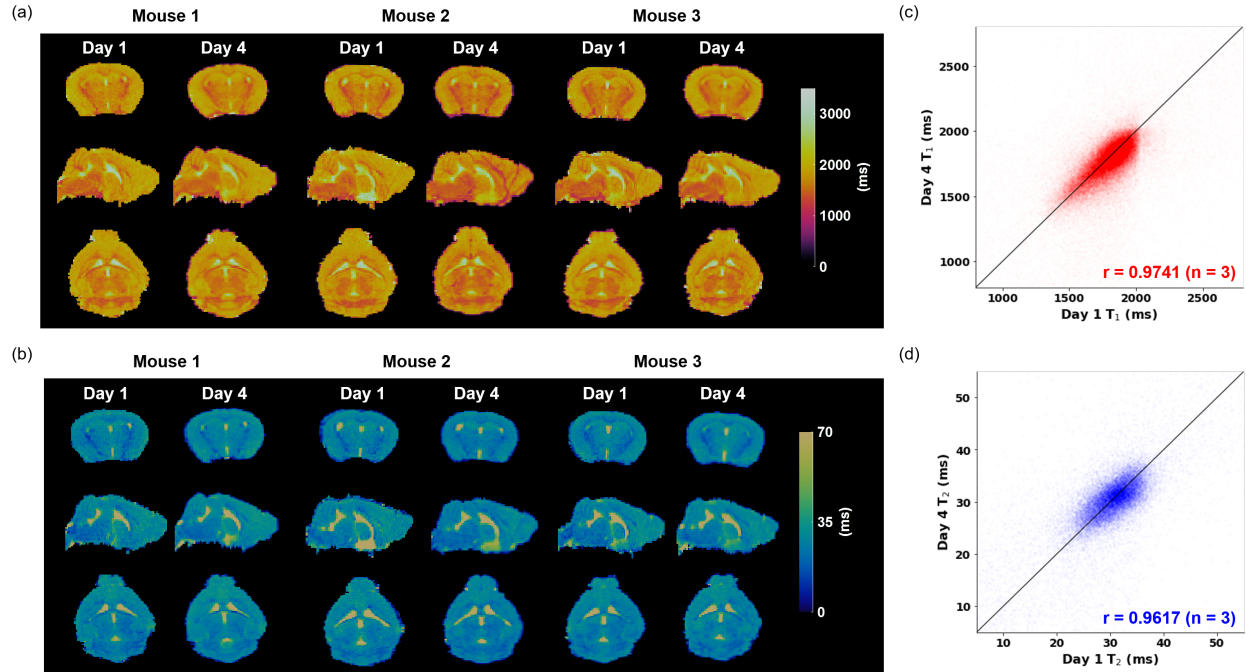 (a)
Mouse 1 Mouse 2 Mouse 3
Day 1 Day 4 Day 1 Day 4 Day 1 Day 4
3000
2000
1000
0
(ms)
(c)
2500
2000
1500
1000
Day 4 T₁ (ms)
r = 0.9741 (n = 3)
1000 1500 2000 2500
Day 1 T₁ (ms)
(b)
Mouse 1 Mouse 2 Mouse 3
Day 1 Day 4 Day 1 Day 4 Day 1 Day 4
70
35
0
(ms)
(d)
50
40
30
20
10
Day 4 T₂ (ms)
r = 0.9617 (n = 3)
10 20 30 40 50
Day 1 T₂ (ms)